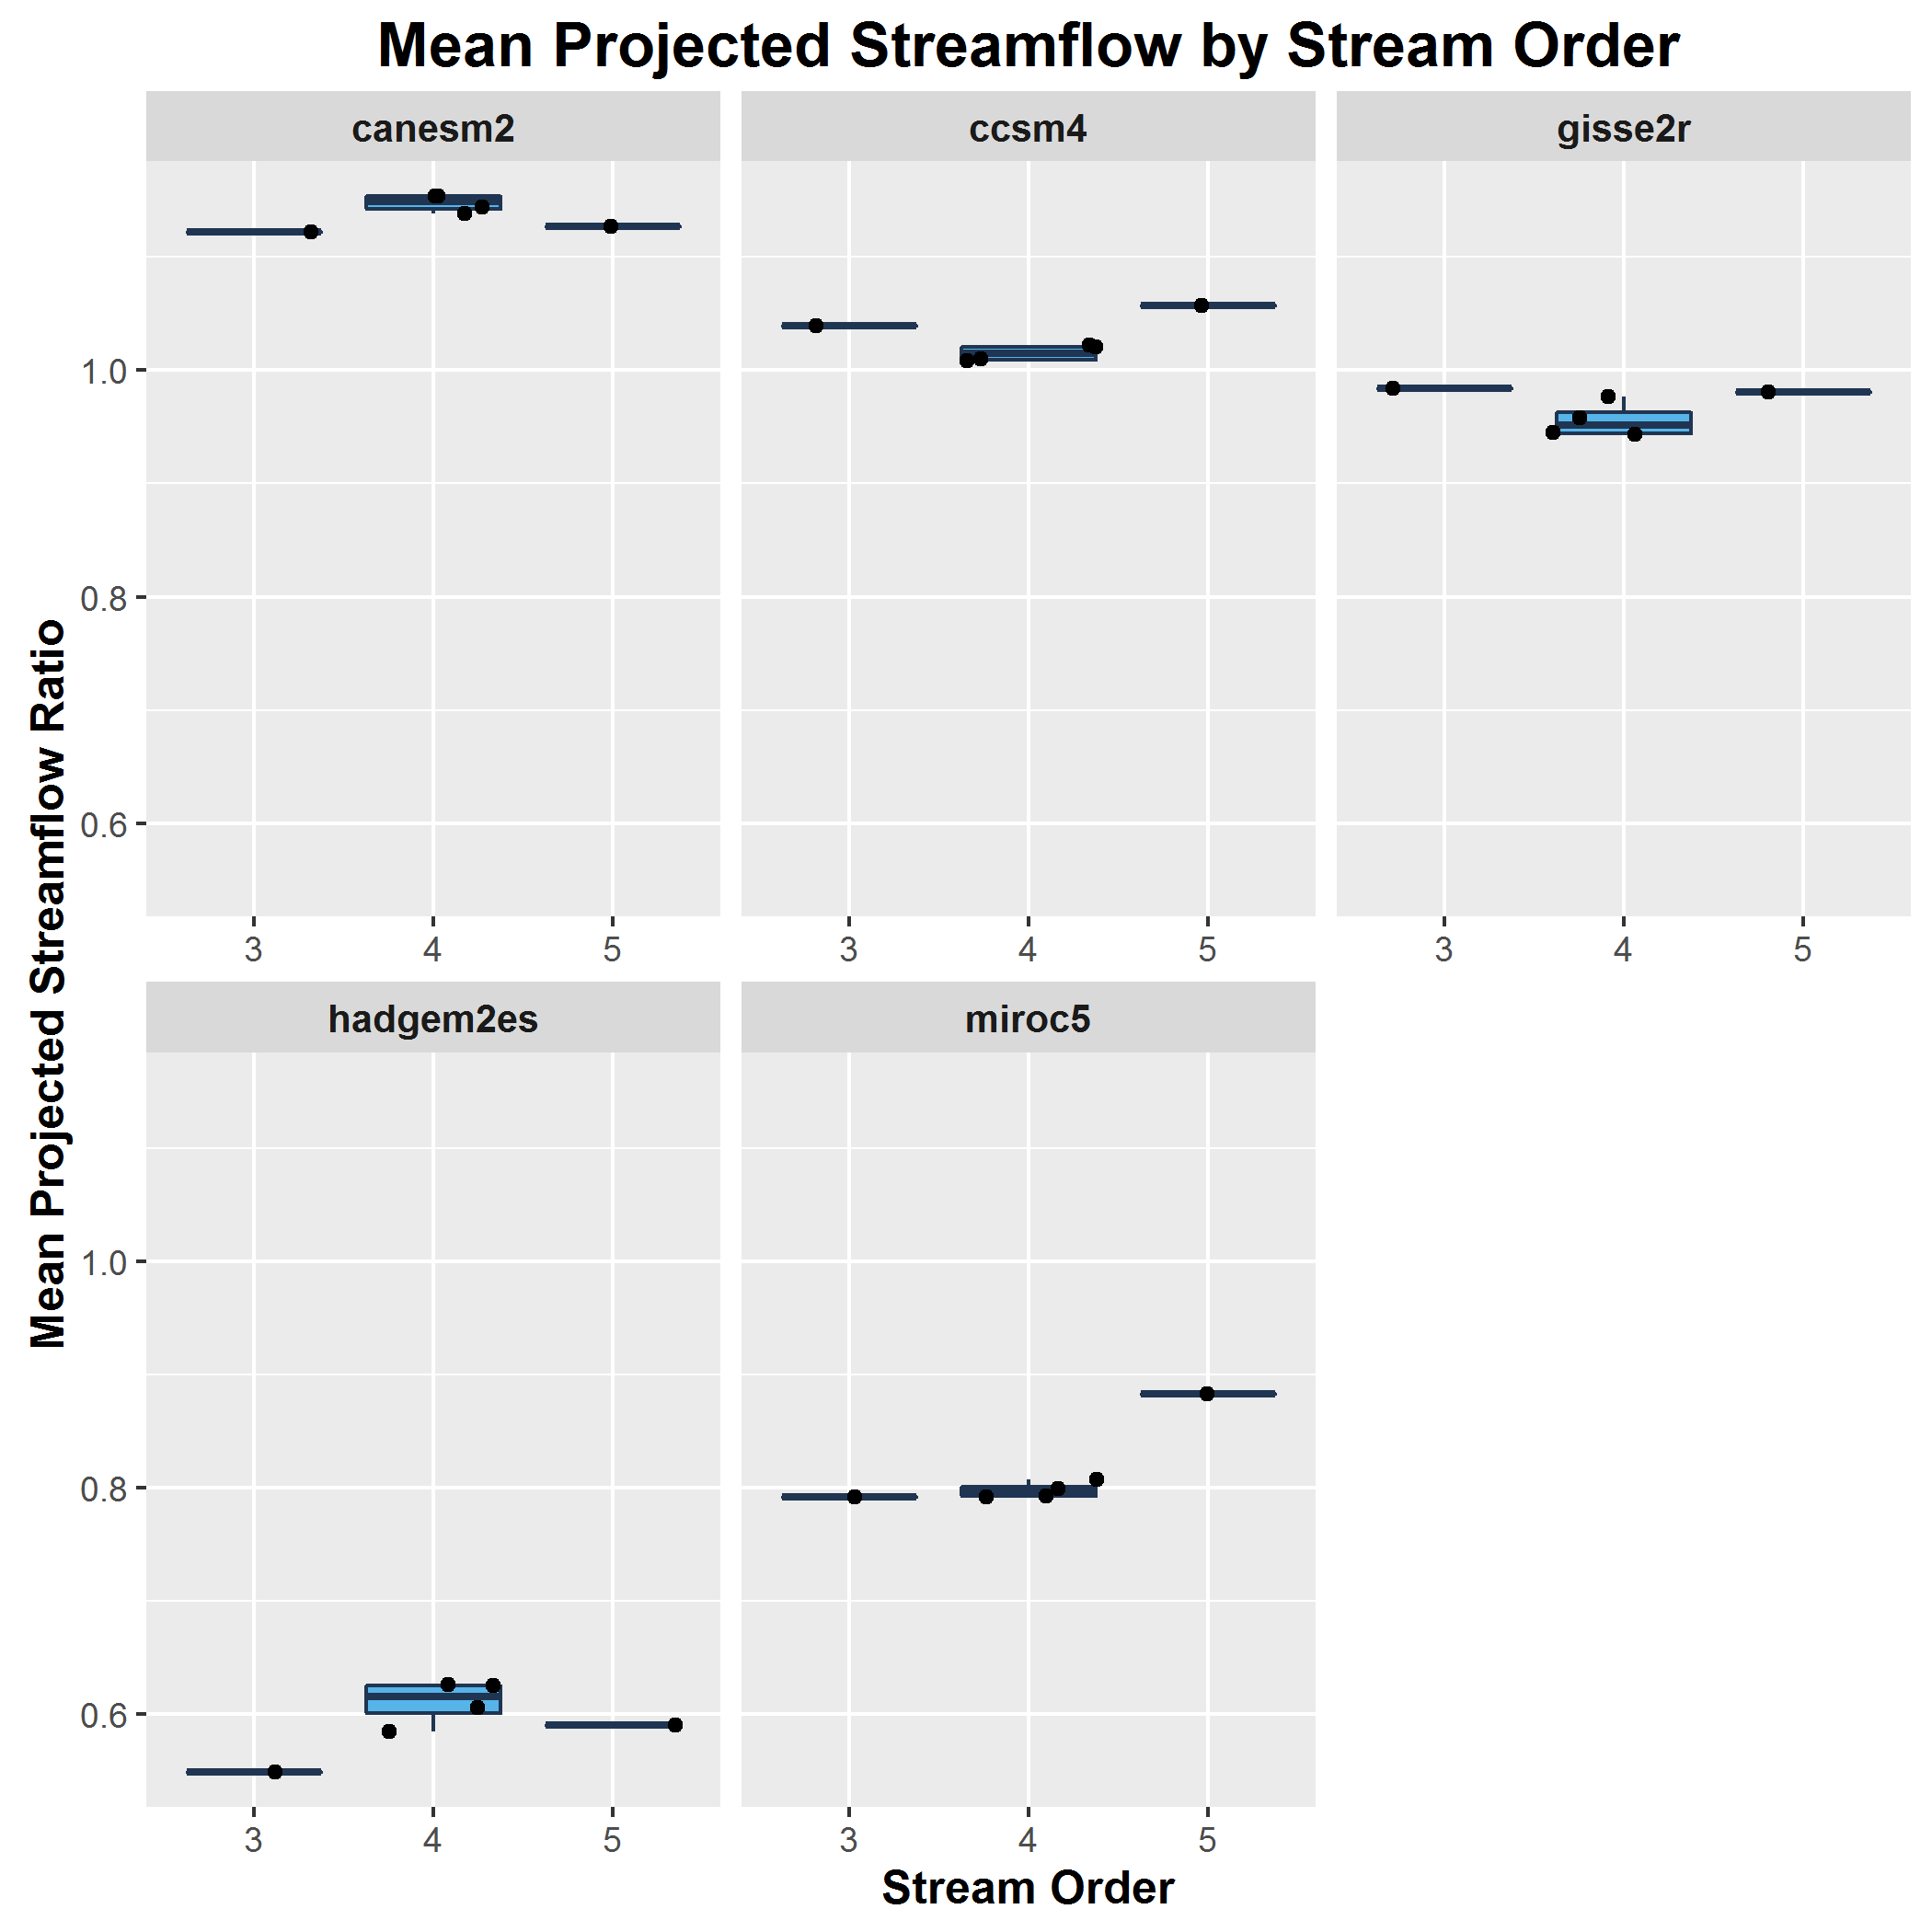 Mean Projected Streamflow by Stream Order
canesm2 ccsm4 gisse2r
1.0
0.8
0.6
3 4 5 3 4 5 3 4 5
Mean Projected Streamflow Ratio
hadgem2es miroc5
1.0
0.8
0.6
3 4 5 3 4 5
Stream Order